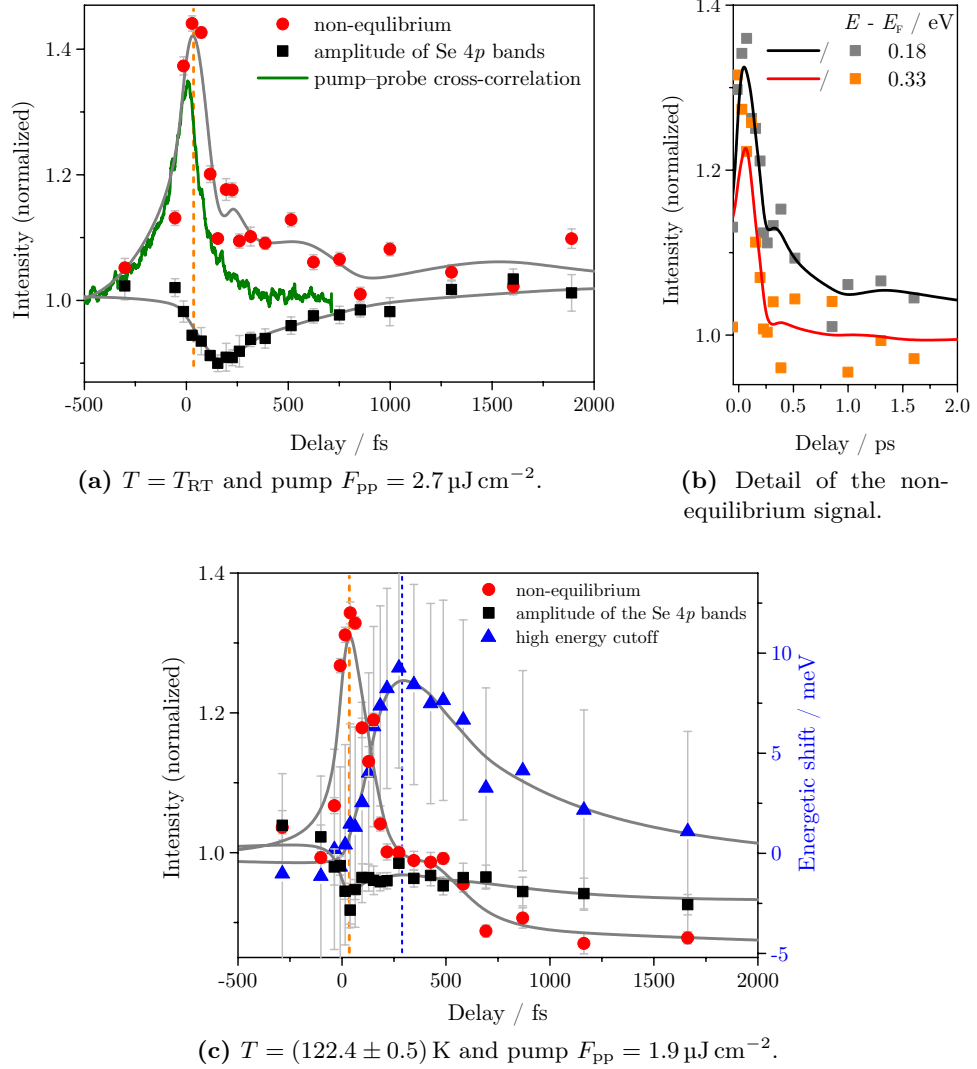 non-equlibrium
amplitude of Se 4p bands
pump–probe cross-correlation
Intensity (normalized)
1.4
1.2
1.0
-500 0 500 1000 1500 2000
Delay / fs
(a) T = T_RT and pump F_pp = 2.7 µJ cm⁻².
E - E_F / eV
/ 0.18
/ 0.33
Intensity (normalized)
1.4
1.3
1.2
1.1
1.0
0.0 0.5 1.0 1.5 2.0
Delay / ps
(b) Detail of the non-
equilibrium signal.
non-equilibrium
amplitude of the Se 4p bands
high energy cutoff
Intensity (normalized)
1.4
1.2
1.0
10
5
0
-5
Energetic shift / meV
-500 0 500 1000 1500 2000
Delay / fs
(c) T = (122.4 ± 0.5) K and pump F_pp = 1.9 µJ cm⁻².